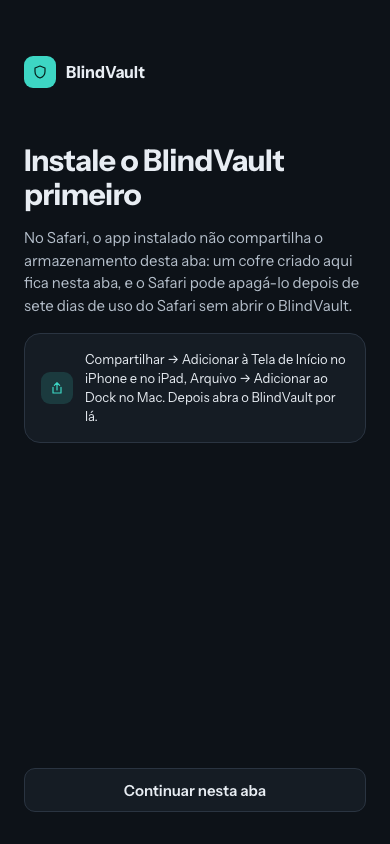 BlindVault
Instale o BlindVault
primeiro
No Safari, o app instalado não compartilha o
armazenamento desta aba: um cofre criado aqui
fica nesta aba, e o Safari pode apagá-lo depois de
sete dias de uso do Safari sem abrir o BlindVault.
Compartilhar → Adicionar à Tela de Início no
iPhone e no iPad, Arquivo → Adicionar ao
Dock no Mac. Depois abra o BlindVault por
lá.
Continuar nesta aba